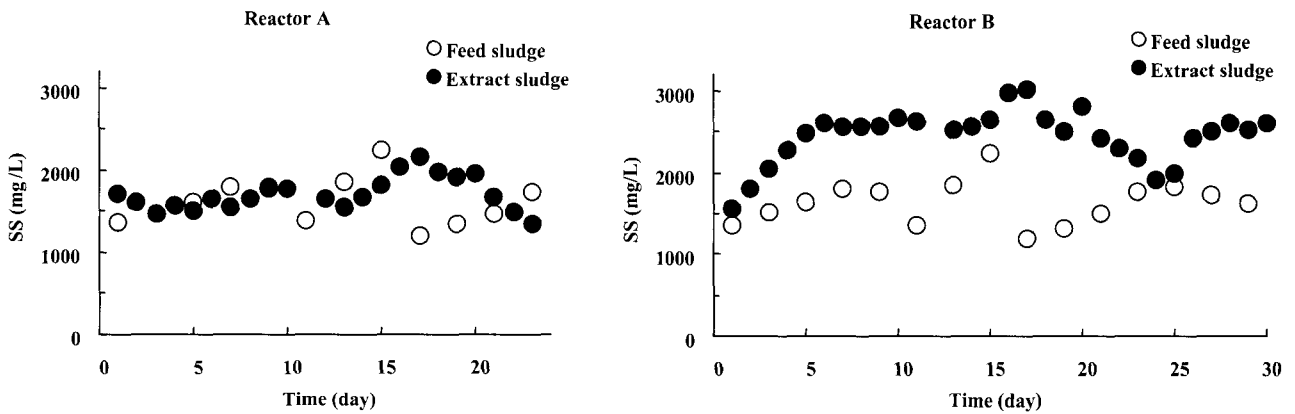 Reactor A
Feed sludge
Extract sludge
3000
2000
1000
0
SS (mg/L)
0 5 10 15 20
Time (day)
Reactor B
Feed sludge
Extract sludge
3000
2000
1000
0
SS (mg/L)
0 5 10 15 20 25 30
Time (day)